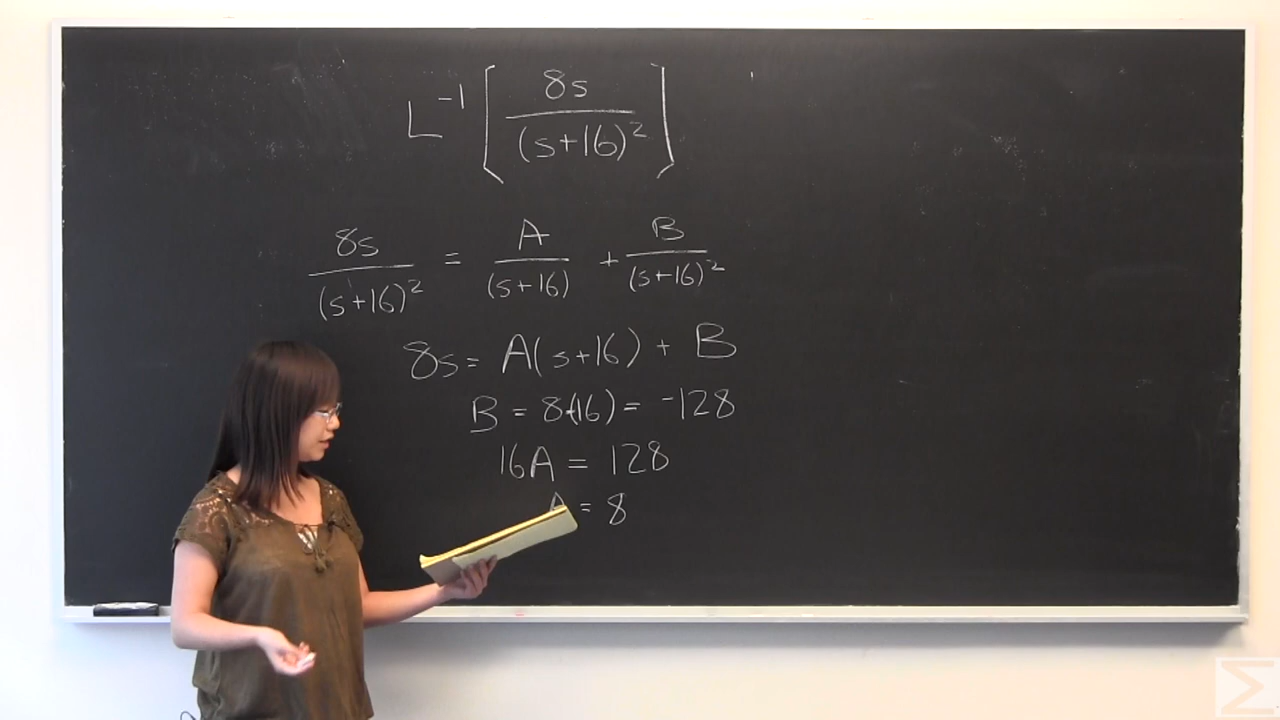 L⁻¹ [ 8s / (s+16)² ]
8s / (s+16)² = A / (s+16) + B / (s+16)²
8s = A(s+16) + B
B = 8(-16) = -128
16A = 128
A = 8